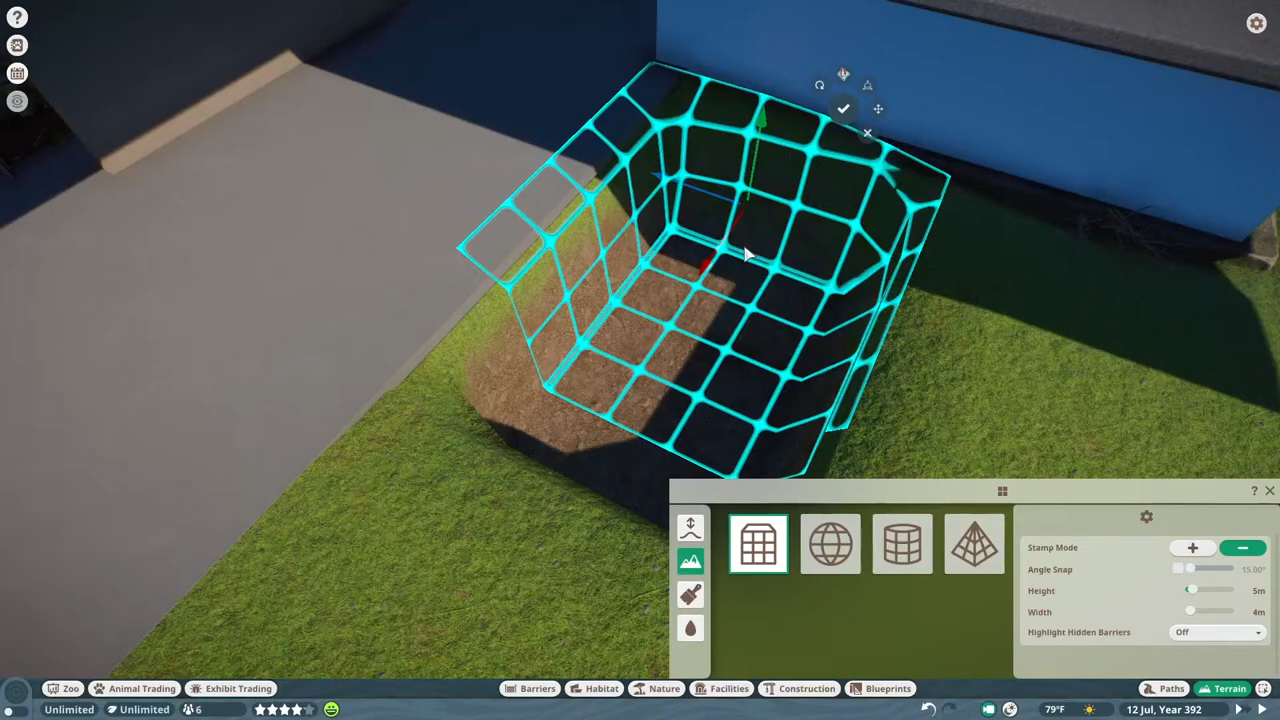 ?
?
Stamp Mode
Angle Snap 15.00°
Height 5m
Width 4m
Highlight Hidden Barriers Off
Zoo Animal Trading Exhibit Trading Barriers Habitat Nature Facilities Construction Blueprints Paths Terrain
Unlimited Unlimited 6 79°F 12 Jul, Year 392